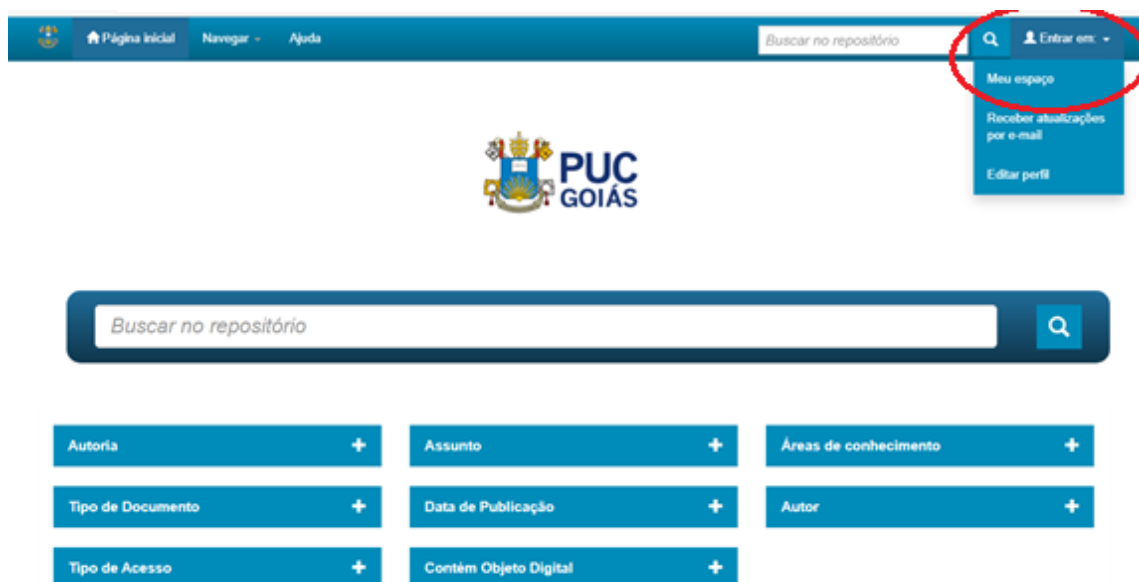 Página inicial Navegar Ajuda Buscar no repositório Entrar em:
Meu espaço
Receber atualizações
por e-mail
Editar perfil
PUC
GOIÁS
Buscar no repositório
Autoria Assunto Áreas de conhecimento
Tipo de Documento Data de Publicação Autor
Tipo de Acesso Contém Objeto Digital